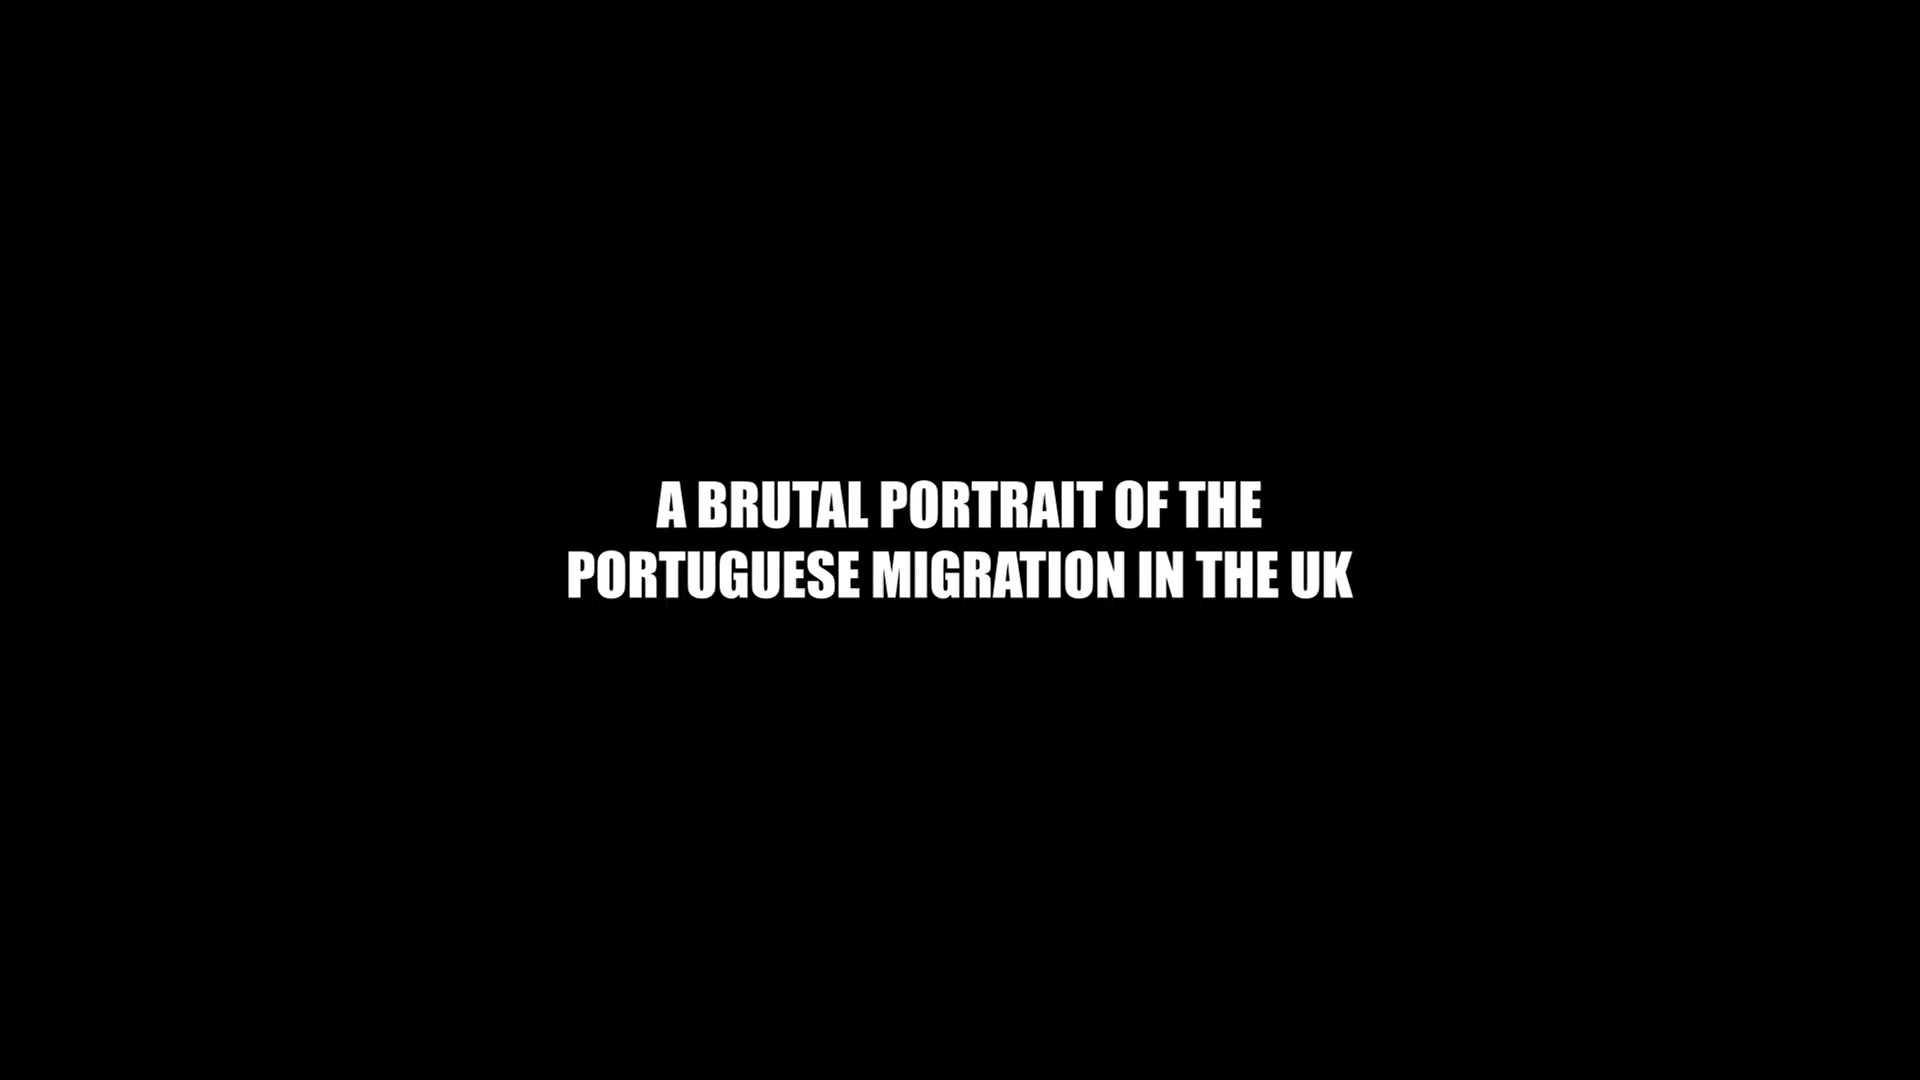 A BRUTAL PORTRAIT OF THE
PORTUGUESE MIGRATION IN THE UK